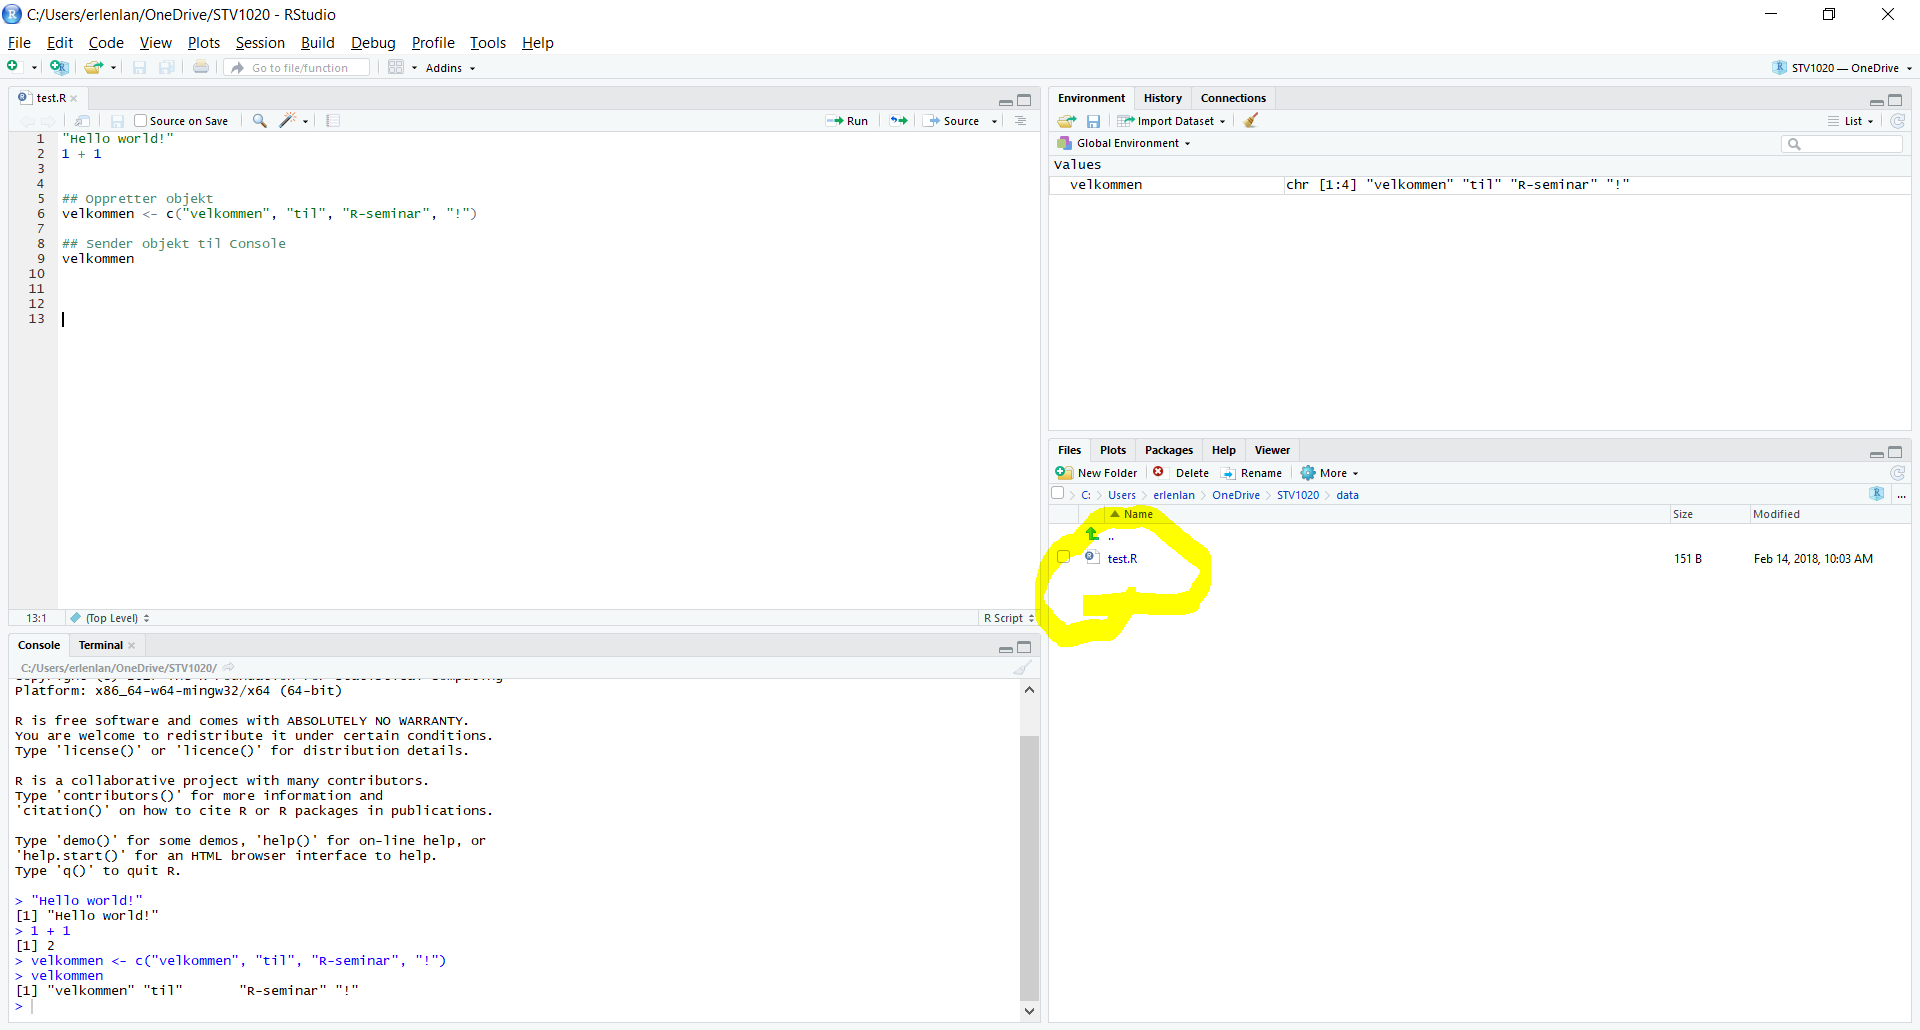 C:/Users/erlenlan/OneDrive/STV1020 - RStudio
File Edit Code View Plots Session Build Debug Profile Tools Help
Go to file/function Addins STV1020 — OneDrive
test.R
Source on Save Run Source
1 "Hello world!"
2 1 + 1
3
4
5 ## Oppretter objekt
6 velkommen <- c("velkommen", "til", "R-seminar", "!")
7
8 ## Sender objekt til Console
9 velkommen
10
11
12
13
13:1 (Top Level) R Script
Console Terminal
C:/Users/erlenlan/OneDrive/STV1020/
Platform: x86_64-w64-mingw32/x64 (64-bit)
R is free software and comes with ABSOLUTELY NO WARRANTY.
You are welcome to redistribute it under certain conditions.
Type 'license()' or 'licence()' for distribution details.
R is a collaborative project with many contributors.
Type 'contributors()' for more information and
'citation()' on how to cite R or R packages in publications.
Type 'demo()' for some demos, 'help()' for on-line help, or
'help.start()' for an HTML browser interface to help.
Type 'q()' to quit R.
> "Hello world!"
[1] "Hello world!"
> 1 + 1
[1] 2
> velkommen <- c("velkommen", "til", "R-seminar", "!")
> velkommen
[1] "velkommen" "til"       "R-seminar" "!"
>
Environment History Connections
Import Dataset List
Global Environment
Values
velkommen chr [1:4] "velkommen" "til" "R-seminar" "!"
Files Plots Packages Help Viewer
New Folder Delete Rename More
C: Users erlenlan OneDrive STV1020 data ...
Name Size Modified
..
test.R 151 B Feb 14, 2018, 10:03 AM